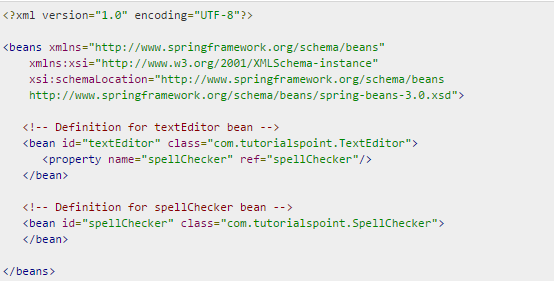 <?xml version="1.0" encoding="UTF-8"?>
<beans xmlns="http://www.springframework.org/schema/beans"
xmlns:xsi="http://www.w3.org/2001/XMLSchema-instance"
xsi:schemaLocation="http://www.springframework.org/schema/beans
http://www.springframework.org/schema/beans/spring-beans-3.0.xsd">
<!-- Definition for textEditor bean -->
<bean id="textEditor" class="com.tutorialspoint.TextEditor">
<property name="spellChecker" ref="spellChecker"/>
</bean>
<!-- Definition for spellChecker bean -->
<bean id="spellChecker" class="com.tutorialspoint.SpellChecker">
</bean>
</beans>